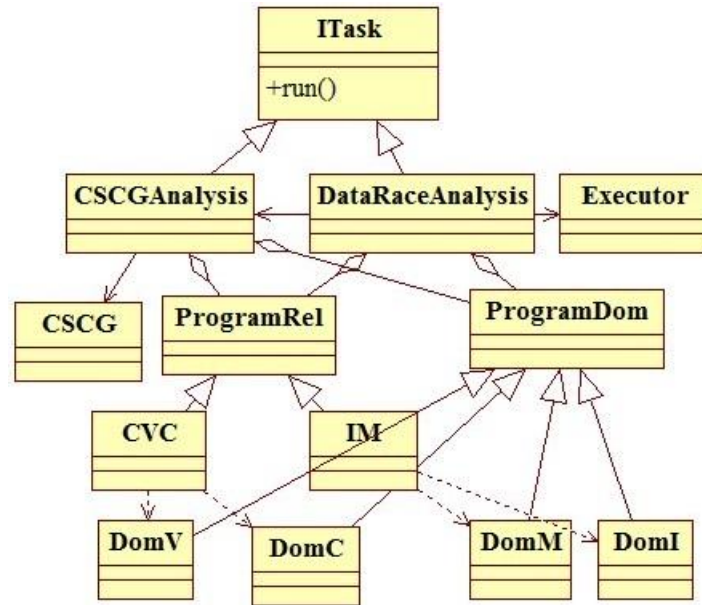 ITask
+run()
CSCGAnalysis
DataRaceAnalysis
Executor
CSCG
ProgramRel
ProgramDom
CVC
IM
DomV
DomC
DomM
DomI